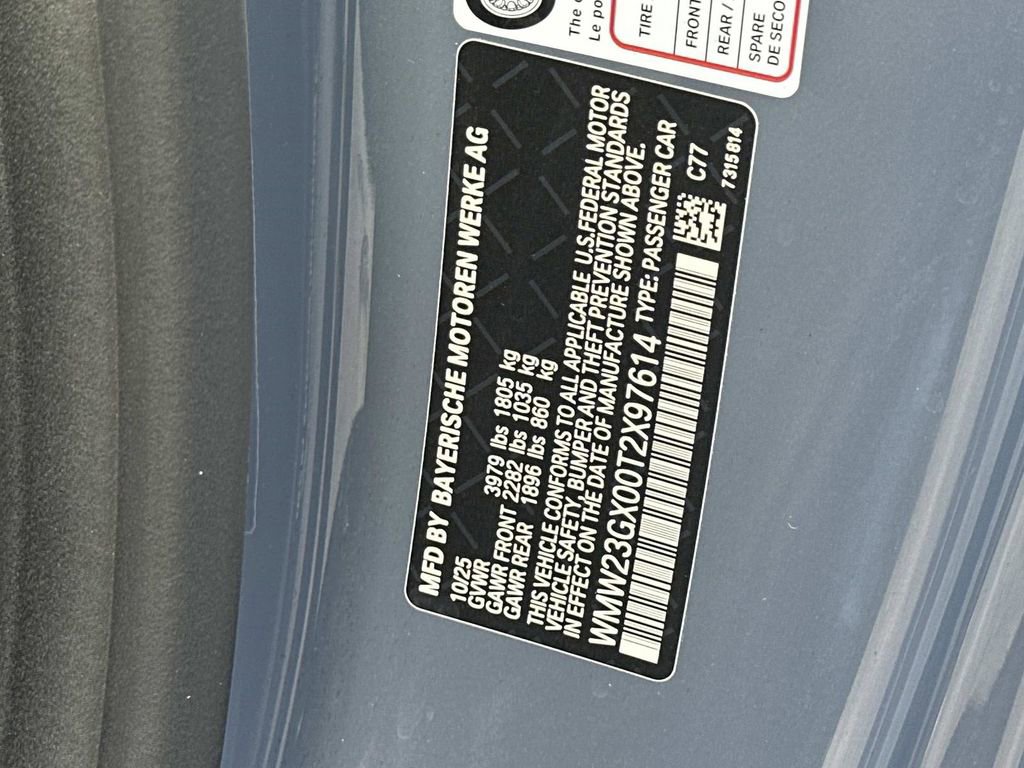 MFD BY BAYERISCHE MOTOREN WERKE AG
10/25
GVWR 3979 lbs 1805 kg
GAWR FRONT 2282 lbs 1035 kg
GAWR REAR 1896 lbs 860 kg
THIS VEHICLE CONFORMS TO ALL APPLICABLE U.S.FEDERAL MOTOR
VEHICLE SAFETY, BUMPER AND THEFT PREVENTION STANDARDS
IN EFFECT ON THE DATE OF MANUFACTURE SHOWN ABOVE.
WMW23GX00T2X97614 TYPE: PASSENGER CAR
C77
7315814
Le po
TIRE
FRONT
REAR /
SPARE
DE SECO